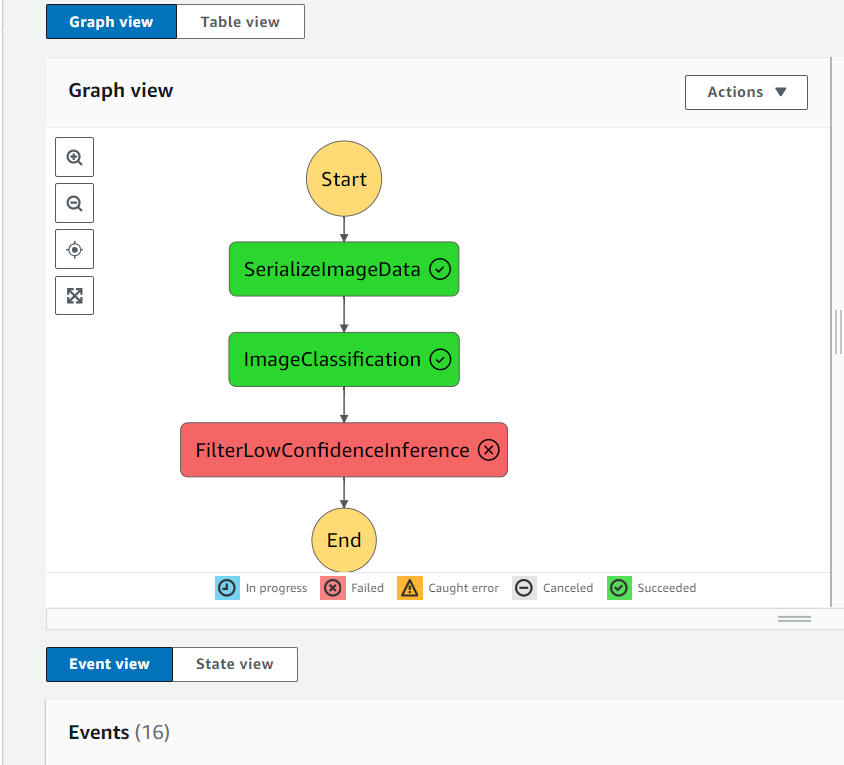 Graph view Table view
Graph view
Actions
Start
SerializeImageData
ImageClassification
FilterLowConfidenceInference
End
In progress Failed Caught error Canceled Succeeded
Event view State view
Events (16)